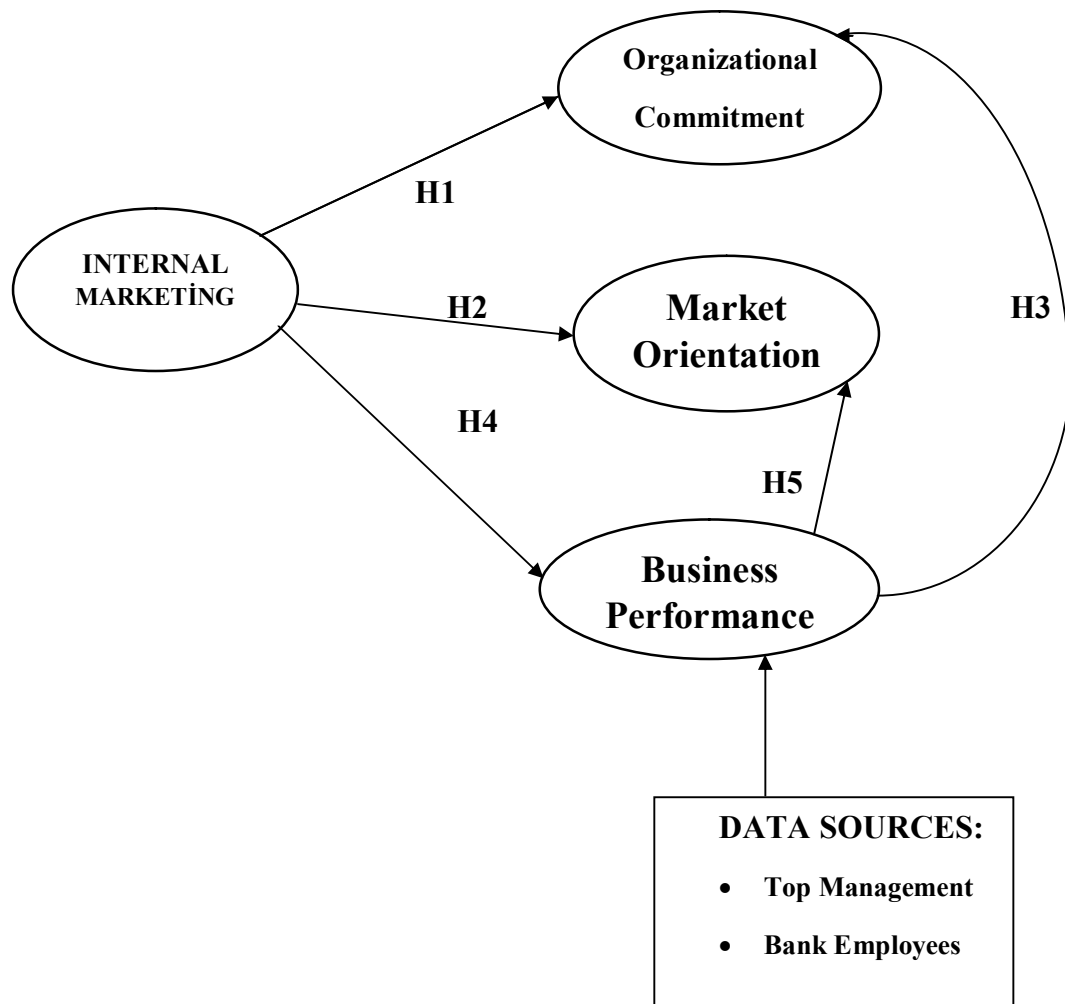 Organizational
Commitment
H1
INTERNAL
MARKETİNG
H2
Market
Orientation
H3
H4
H5
Business
Performance
DATA SOURCES:
• Top Management
• Bank Employees